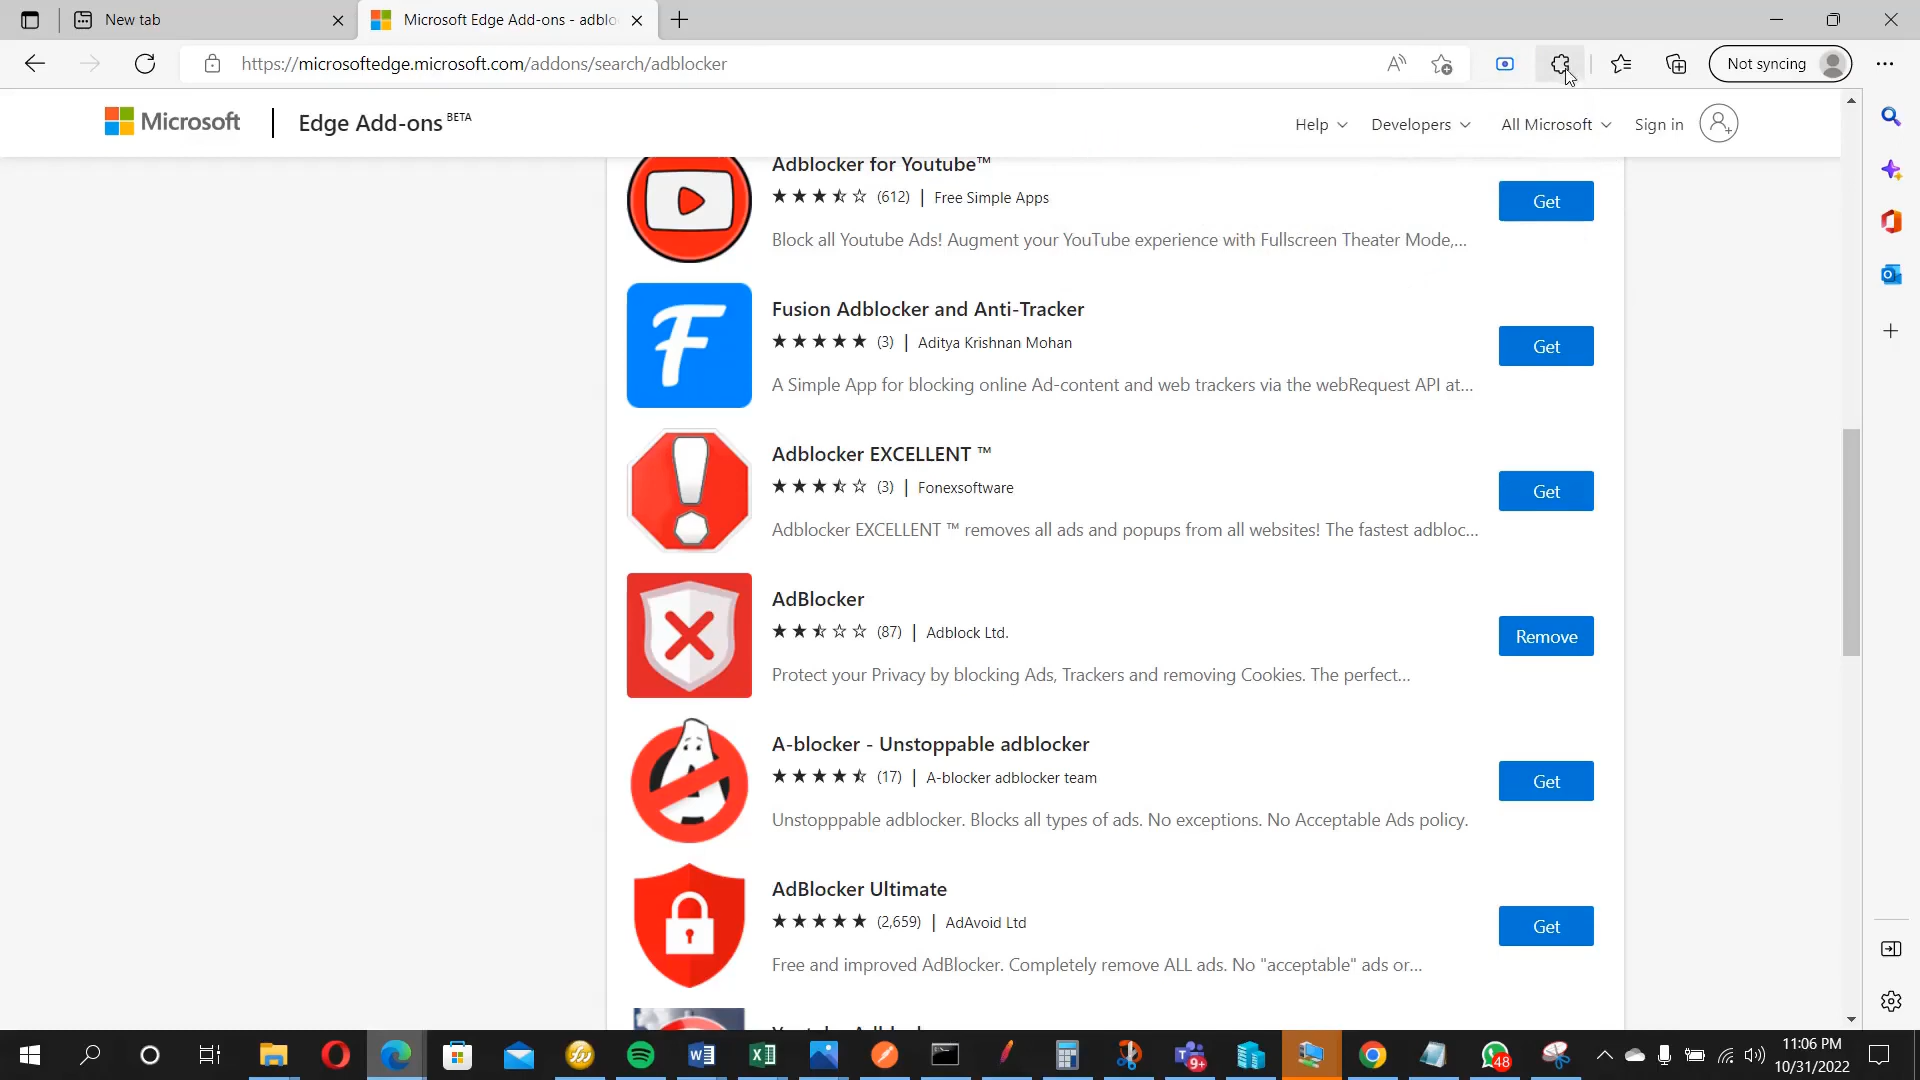 New tab
Microsoft Edge Add-ons - adblo
https://microsoftedge.microsoft.com/addons/search/adblocker
Not syncing
Microsoft
Edge Add-ons BETA
Help
Developers
All Microsoft
Sign in
Adblocker for Youtube™
(612) | Free Simple Apps
Block all Youtube Ads! Augment your YouTube experience with Fullscreen Theater Mode,...
Get
Fusion Adblocker and Anti-Tracker
(3) | Aditya Krishnan Mohan
A Simple App for blocking online Ad-content and web trackers via the webRequest API at...
Get
Adblocker EXCELLENT ™
(3) | Fonexsoftware
Adblocker EXCELLENT ™ removes all ads and popups from all websites! The fastest adbloc...
Get
AdBlocker
(87) | Adblock Ltd.
Protect your Privacy by blocking Ads, Trackers and removing Cookies. The perfect...
Remove
A-blocker - Unstoppable adblocker
(17) | A-blocker adblocker team
Unstopppable adblocker. Blocks all types of ads. No exceptions. No Acceptable Ads policy.
Get
AdBlocker Ultimate
(2,659) | AdAvoid Ltd
Free and improved AdBlocker. Completely remove ALL ads. No "acceptable" ads or...
Get
9+
48
11:06 PM
10/31/2022